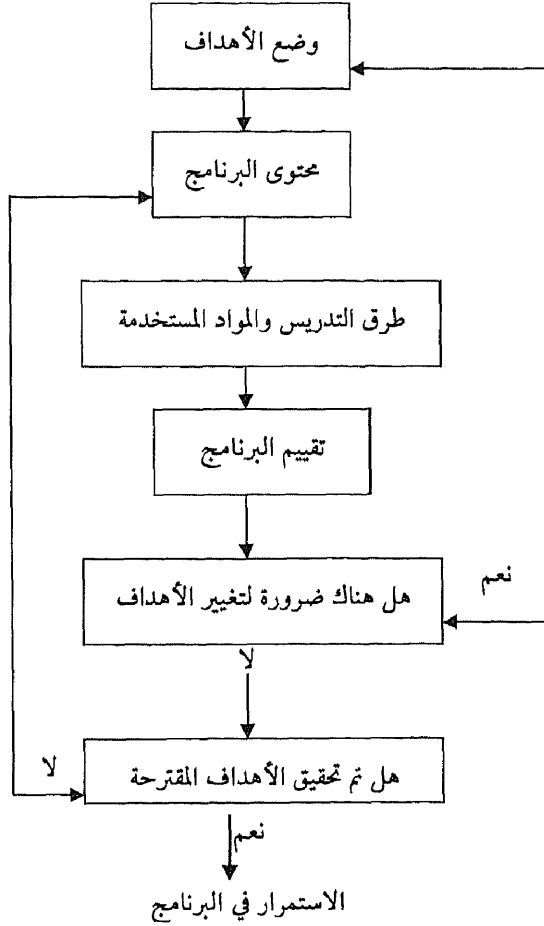 وضع الأهداف
محتوى البرنامج
طرق التدريس والمواد المستخدمة
تقييم البرنامج
هل هناك ضرورة لتغيير الأهداف
نعم
لا
هل تم تحقيق الأهداف المقترحة
لا
نعم
الاستمرار في البرنامج